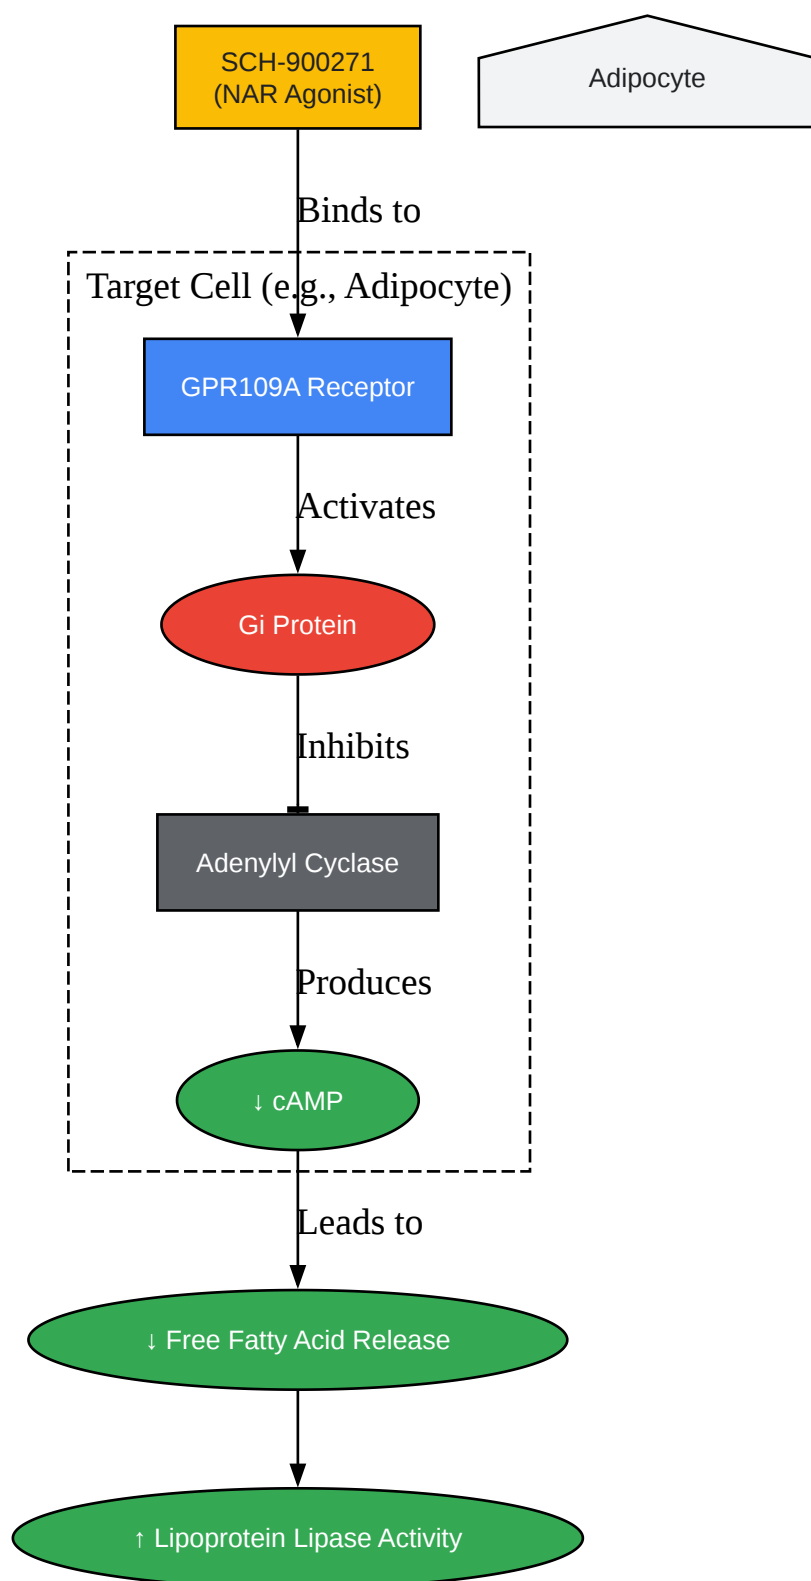 SCH-900271
(NAR Agonist)
Adipocyte
Binds to
Target Cell (e.g., Adipocyte)
GPR109A Receptor
Activates
Gi Protein
Inhibits
Adenylyl Cyclase
Produces
↓ cAMP
Leads to
↓ Free Fatty Acid Release
↑ Lipoprotein Lipase Activity